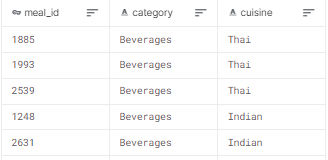 meal_id category cuisine
1885 Beverages Thai
1993 Beverages Thai
2539 Beverages Thai
1248 Beverages Indian
2631 Beverages Indian